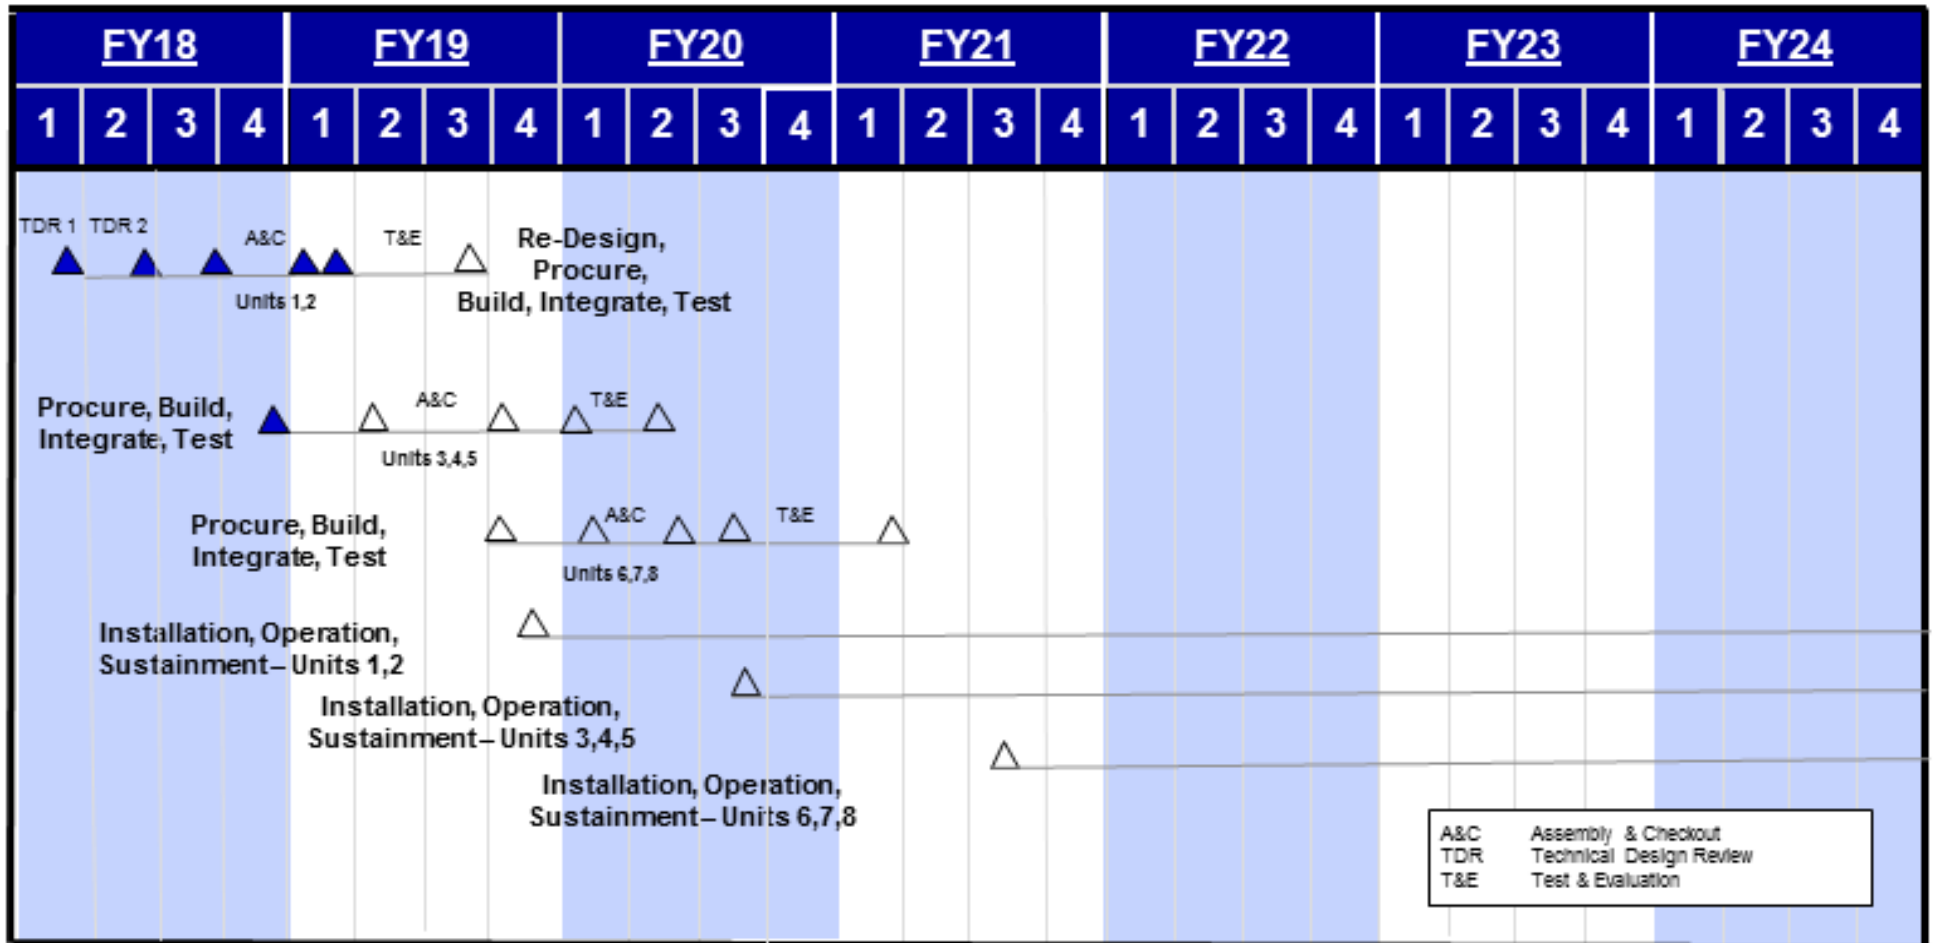 FY18 FY19 FY20 FY21 FY22 FY23 FY24
1 2 3 4 1 2 3 4 1 2 3 4 1 2 3 4 1 2 3 4 1 2 3 4 1 2 3 4
TDR 1 TDR 2 A&C T&E
Units 1,2
Re-Design,
Procure,
Build, Integrate, Test
Procure, Build,
Integrate, Test
A&C T&E
Units 3,4,5
Procure, Build,
Integrate, Test
A&C T&E
Units 6,7,8
Installation, Operation,
Sustainment– Units 1,2
Installation, Operation,
Sustainment– Units 3,4,5
Installation, Operation,
Sustainment– Units 6,7,8
A&C Assembly & Checkout
TDR Technical Design Review
T&E Test & Evaluation